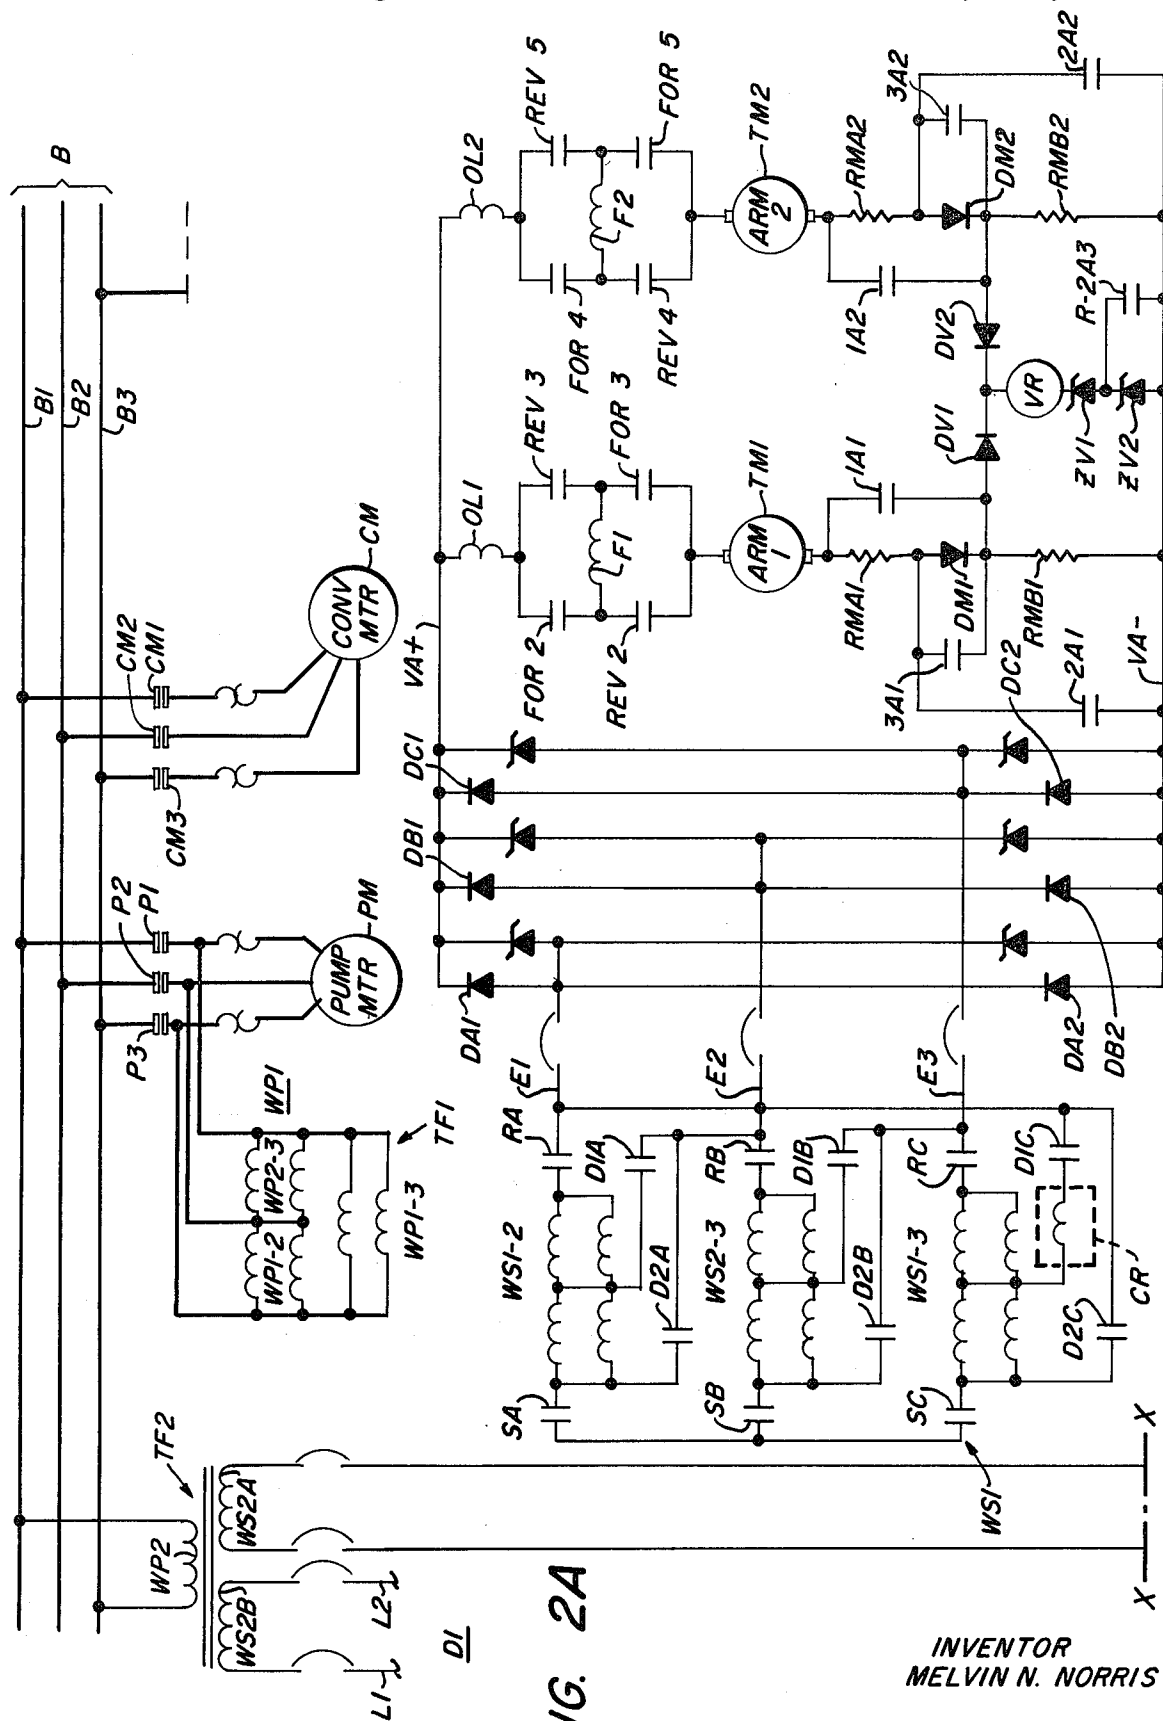 B
B1
B2
B3
CM2
CM1
CM3
CONV
MTR
CM
P2
P1
P3
PUMP
MTR
PM
WP1
WP1-2
WP2-3
WP1-3
TF1
TF2
WP2
WS2B
WS2A
L1
L2
D1
X
X
VA+
OL1
OL2
REV 3
REV 5
FOR 2
FOR 4
F1
F2
FOR 3
FOR 5
REV 2
REV 4
ARM
1
TM1
ARM
2
TM2
DA1
DB1
DC1
DA2
DB2
DC2
RMA1
RMA2
1A1
1A2
3A1
3A2
2A1
2A2
DM1
DM2
DV1
DV2
RMB1
RMB2
VR
ZV1
ZV2
R-2A3
VA-
E1
E2
E3
RA
D1A
RB
D1B
RC
D1C
WS1-2
WS2-3
WS1-3
D2A
D2B
D2C
SA
SB
SC
CR
WS1
IG. 2A
INVENTOR
MELVIN N. NORRIS